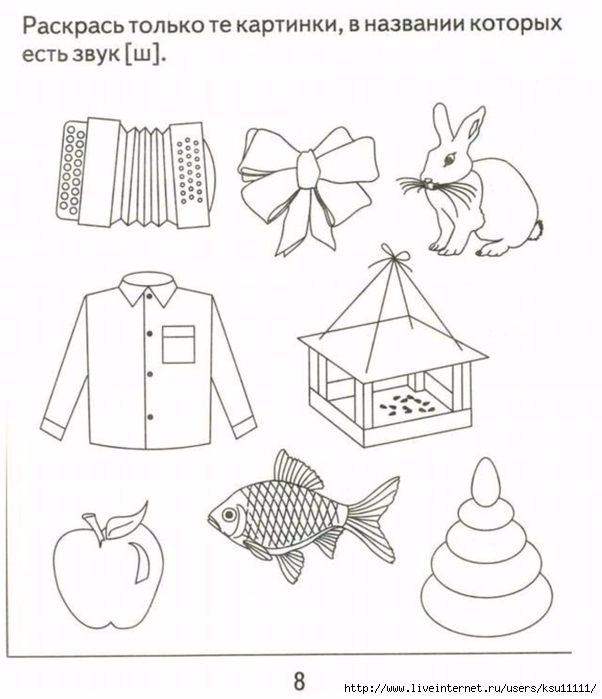 Раскрась только те картинки, в названии которых
есть звук [ш].
8
http://www.liveinternet.ru/users/ksu11111/